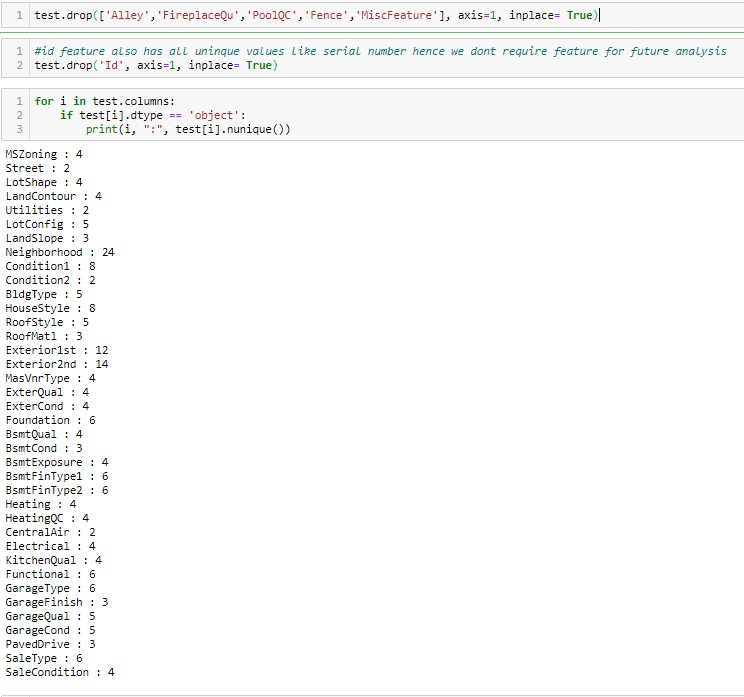 1 test.drop(['Alley','FireplaceQu','PoolQC','Fence','MiscFeature'], axis=1, inplace= True)
1 #id feature also has all uninque values like serial number hence we dont require feature for future analysis
2 test.drop('Id', axis=1, inplace= True)
1 for i in test.columns:
2     if test[i].dtype == 'object':
3         print(i, ":", test[i].nunique())
MSZoning : 4
Street : 2
LotShape : 4
LandContour : 4
Utilities : 2
LotConfig : 5
LandSlope : 3
Neighborhood : 24
Condition1 : 8
Condition2 : 2
BldgType : 5
HouseStyle : 8
RoofStyle : 5
RoofMatl : 3
Exterior1st : 12
Exterior2nd : 14
MasVnrType : 4
ExterQual : 4
ExterCond : 4
Foundation : 6
BsmtQual : 4
BsmtCond : 3
BsmtExposure : 4
BsmtFinType1 : 6
BsmtFinType2 : 6
Heating : 4
HeatingQC : 4
CentralAir : 2
Electrical : 4
KitchenQual : 4
Functional : 6
GarageType : 6
GarageFinish : 3
GarageQual : 5
GarageCond : 5
PavedDrive : 3
SaleType : 6
SaleCondition : 4